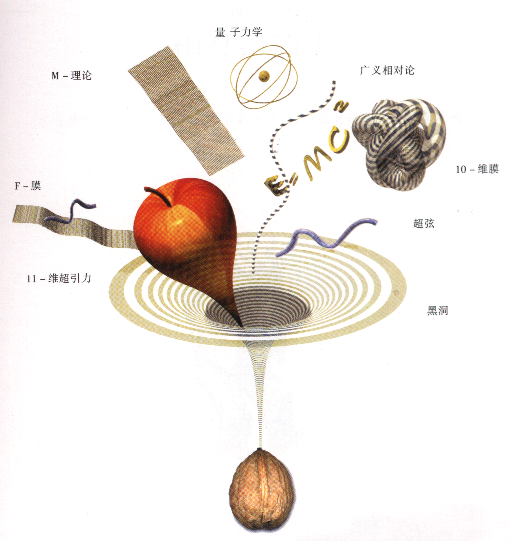 量子力学
M-理论
广义相对论
E=MC²
10-维膜
F-膜
超弦
11-维超引力
黑洞